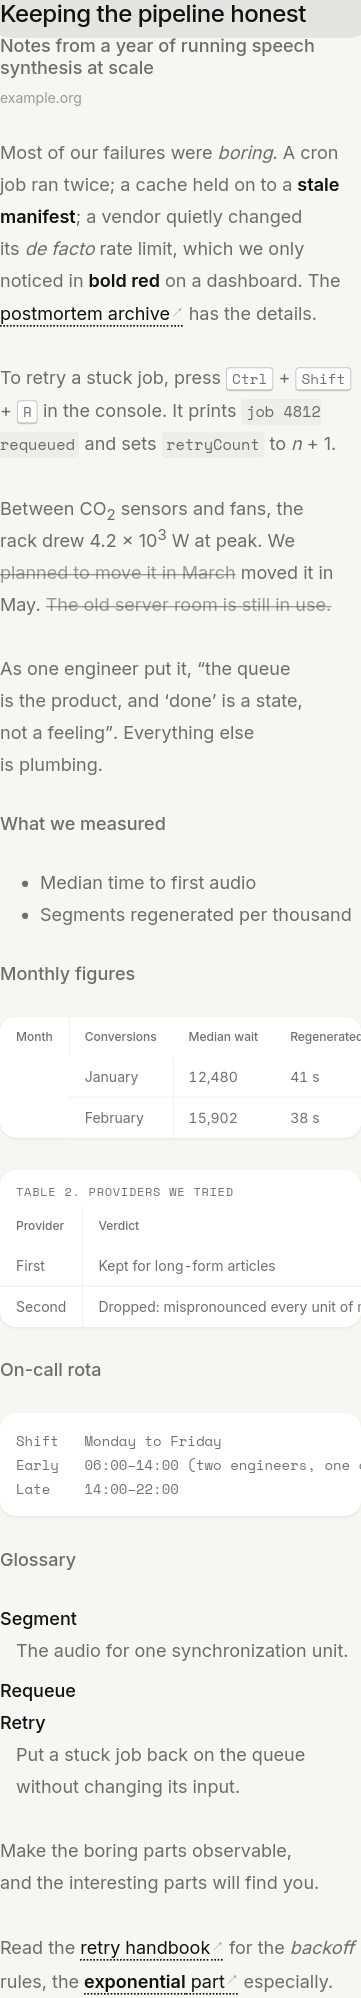 Keeping the pipeline honest
Notes from a year of running speech
synthesis at scale
example.org
Most of our failures were boring. A cron
job ran twice; a cache held on to a stale
manifest; a vendor quietly changed
its de facto rate limit, which we only
noticed in bold red on a dashboard. The
postmortem archive↗ has the details.
To retry a stuck job, press Ctrl + Shift
+ R in the console. It prints job 4812
requeued and sets retryCount to n + 1.
Between CO₂ sensors and fans, the
rack drew 4.2 × 10³ W at peak. We
planned to move it in March moved it in
May. The old server room is still in use.
As one engineer put it, “the queue
is the product, and ‘done’ is a state,
not a feeling”. Everything else
is plumbing.
What we measured
• Median time to first audio
• Segments regenerated per thousand
Monthly figures
Month Conversions Median wait Regenerated
January 12,480 41 s
February 15,902 38 s
TABLE 2. PROVIDERS WE TRIED
Provider Verdict
First Kept for long-form articles
Second Dropped: mispronounced every unit of
On-call rota
Shift Monday to Friday
Early 06:00–14:00 (two engineers, one
Late 14:00–22:00
Glossary
Segment
The audio for one synchronization unit.
Requeue
Retry
Put a stuck job back on the queue
without changing its input.
Make the boring parts observable,
and the interesting parts will find you.
Read the retry handbook↗ for the backoff
rules, the exponential part↗ especially.